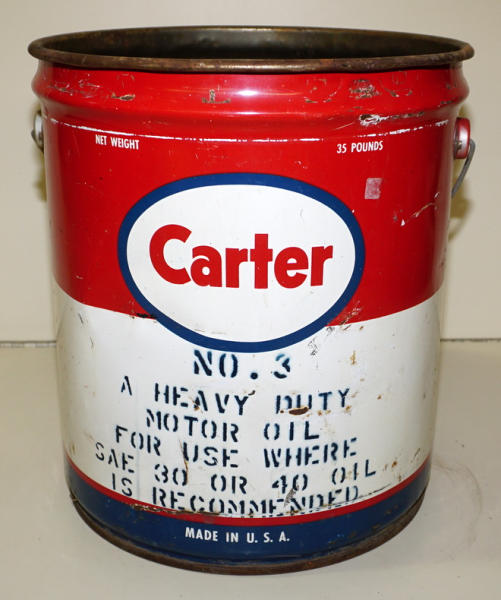 NET WEIGHT 35 POUNDS
Carter
NO. 3
A HEAVY DUTY
MOTOR OIL
FOR USE WHERE
SAE 30 OR 40 OIL
IS RECOMMENDED
MADE IN U. S. A.